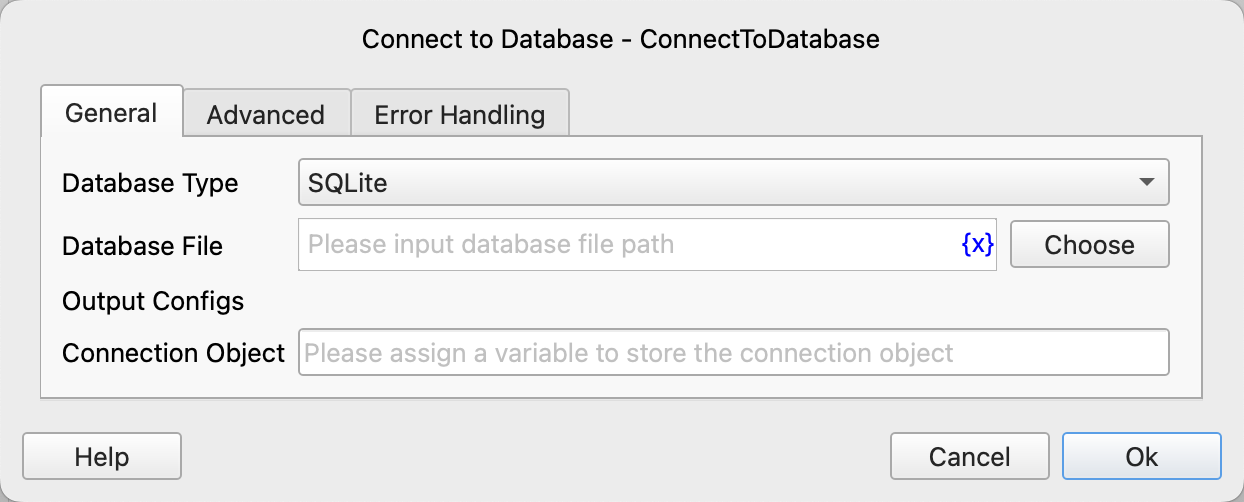 Connect to Database - ConnectToDatabase
General Advanced Error Handling
Database Type SQLite
Database File Please input database file path {x} Choose
Output Configs
Connection Object Please assign a variable to store the connection object
Help Cancel Ok